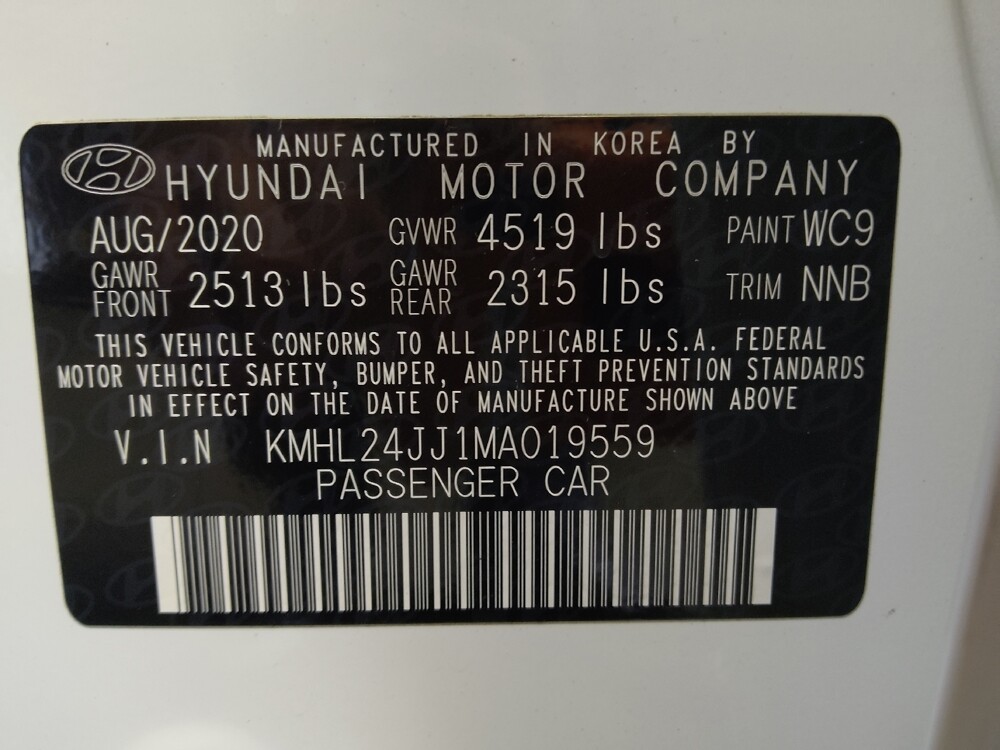 MANUFACTURED IN KOREA BY
HYUNDAI MOTOR COMPANY
AUG/2020 GVWR 4519 lbs PAINT WC9
GAWR FRONT 2513 lbs GAWR REAR 2315 lbs TRIM NNB
THIS VEHICLE CONFORMS TO ALL APPLICABLE U.S.A. FEDERAL
MOTOR VEHICLE SAFETY, BUMPER, AND THEFT PREVENTION STANDARDS
IN EFFECT ON THE DATE OF MANUFACTURE SHOWN ABOVE
V.I.N KMHL24JJ1MA019559
PASSENGER CAR